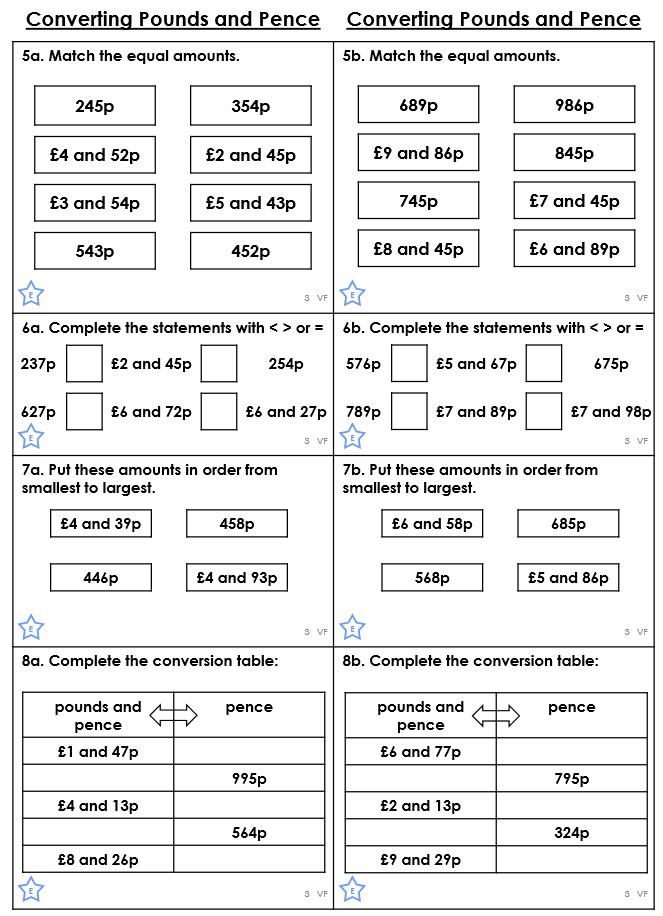 Converting Pounds and Pence
5a. Match the equal amounts.
245p 354p
£4 and 52p £2 and 45p
£3 and 54p £5 and 43p
543p 452p
E
3 VF
6a. Complete the statements with < > or =
237p £2 and 45p 254p
627p £6 and 72p £6 and 27p
E
3 VF
7a. Put these amounts in order from
smallest to largest.
£4 and 39p 458p
446p £4 and 93p
E
3 VF
8a. Complete the conversion table:
pounds and
pence
pence
£1 and 47p
995p
£4 and 13p
564p
£8 and 26p
E
3 VF
Converting Pounds and Pence
5b. Match the equal amounts.
689p 986p
£9 and 86p 845p
745p £7 and 45p
£8 and 45p £6 and 89p
E
3 VF
6b. Complete the statements with < > or =
576p £5 and 67p 675p
789p £7 and 89p £7 and 98p
E
3 VF
7b. Put these amounts in order from
smallest to largest.
£6 and 58p 685p
568p £5 and 86p
E
3 VF
8b. Complete the conversion table:
pounds and
pence
pence
£6 and 77p
795p
£2 and 13p
324p
£9 and 29p
E
3 VF